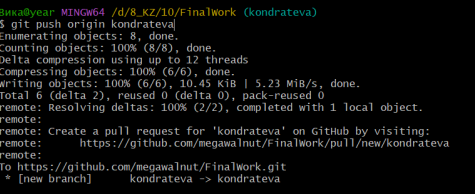 Вика@year MINGW64 /d/8_KZ/10/FinalWork (kondrateva)
$ git push origin kondrateva
Enumerating objects: 8, done.
Counting objects: 100% (8/8), done.
Delta compression using up to 12 threads
Compressing objects: 100% (6/6), done.
Writing objects: 100% (6/6), 10.45 KiB | 5.23 MiB/s, done.
Total 6 (delta 2), reused 0 (delta 0), pack-reused 0
remote: Resolving deltas: 100% (2/2), completed with 1 local object.
remote:
remote: Create a pull request for 'kondrateva' on GitHub by visiting:
remote:      https://github.com/megawalnut/FinalWork/pull/new/kondrateva
remote:
To https://github.com/megawalnut/FinalWork.git
 * [new branch]      kondrateva -> kondrateva